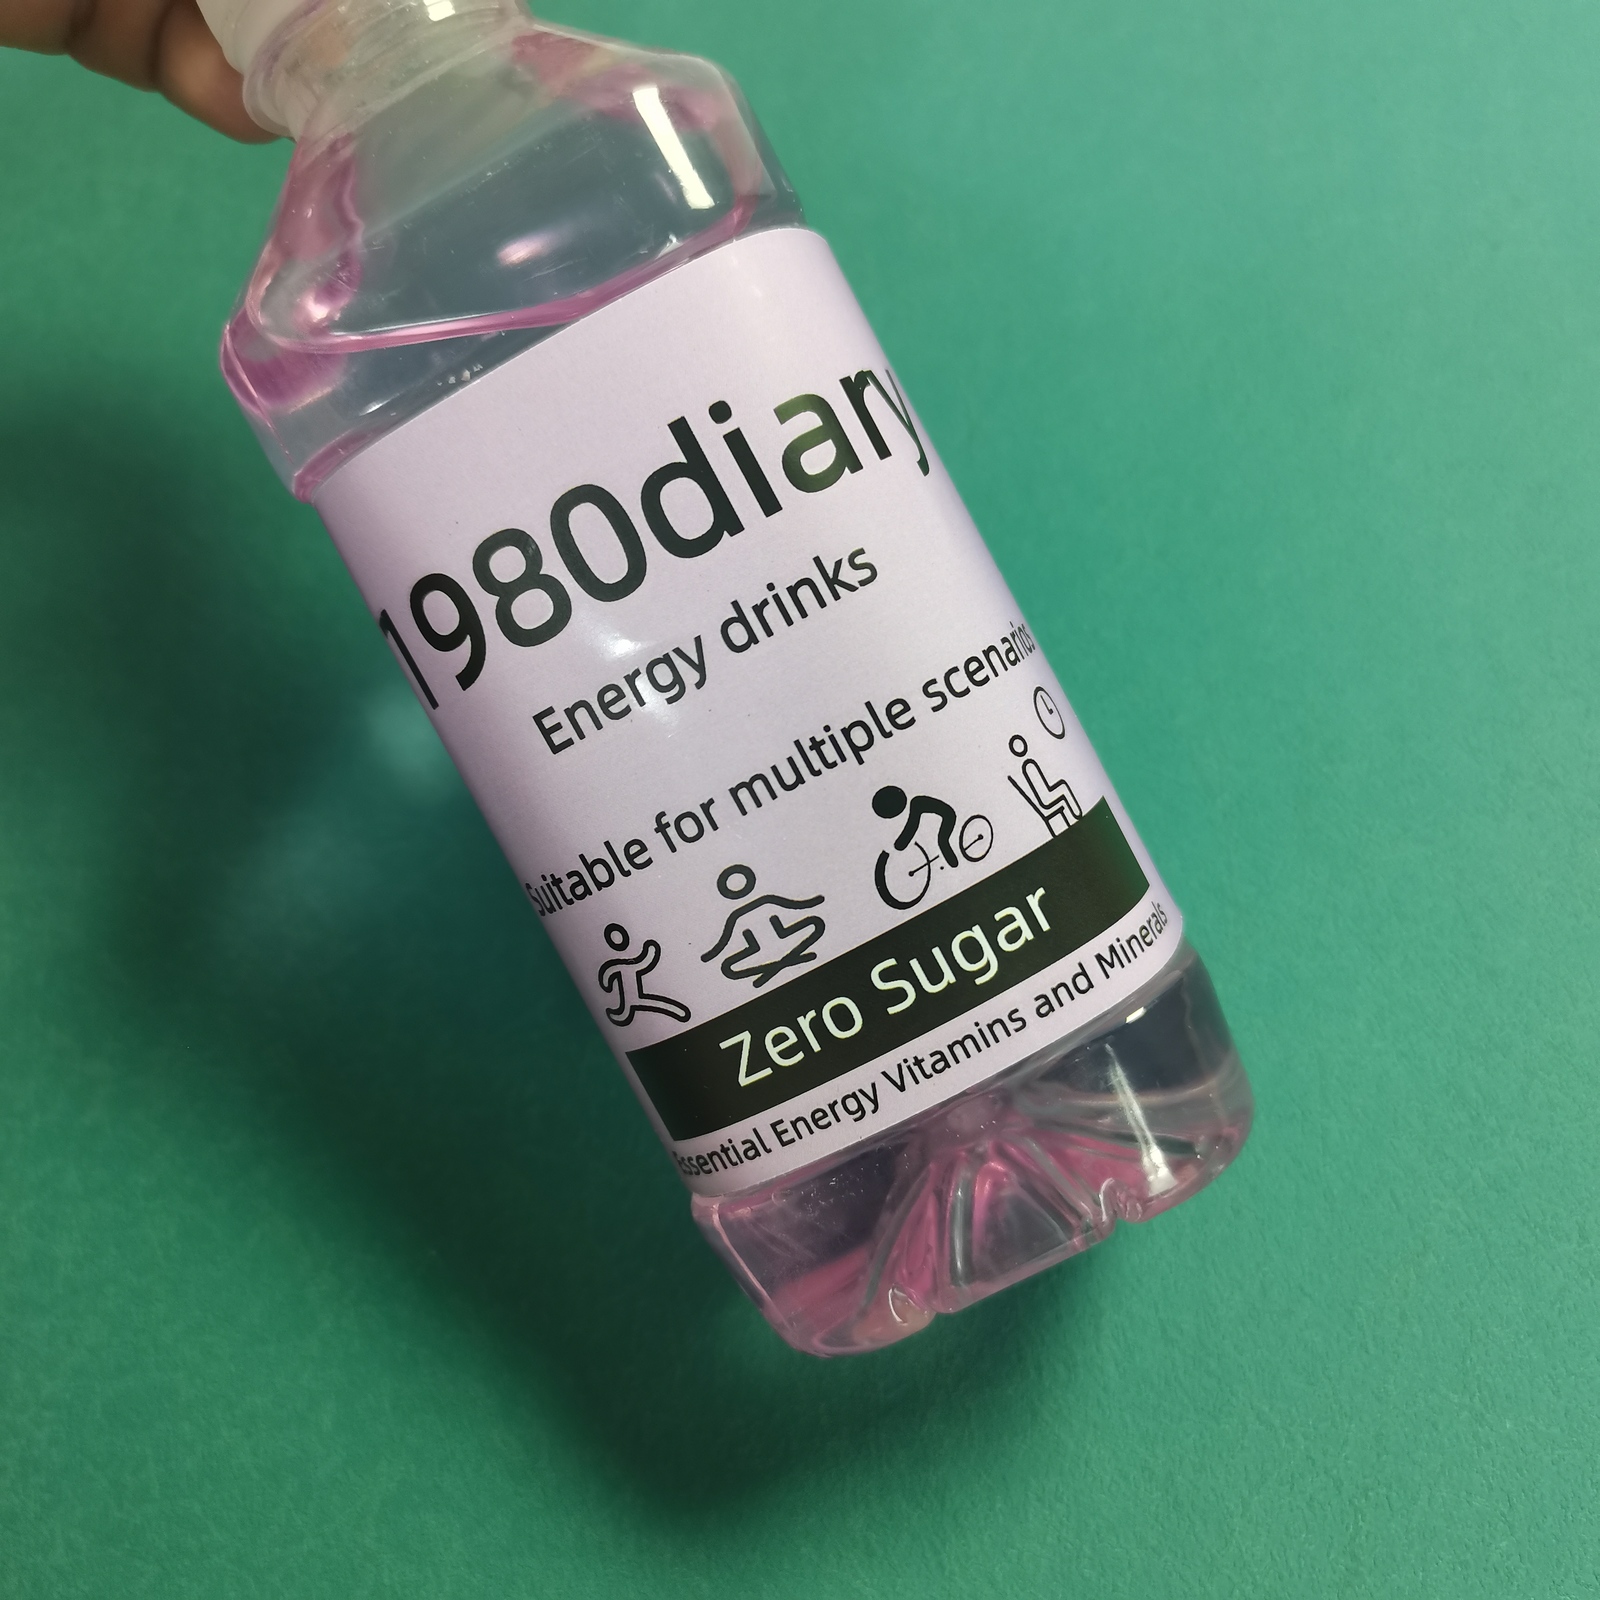 1980diary
Energy drinks
Suitable for multiple scenarios
Zero Sugar
Essential Energy Vitamins and Minerals